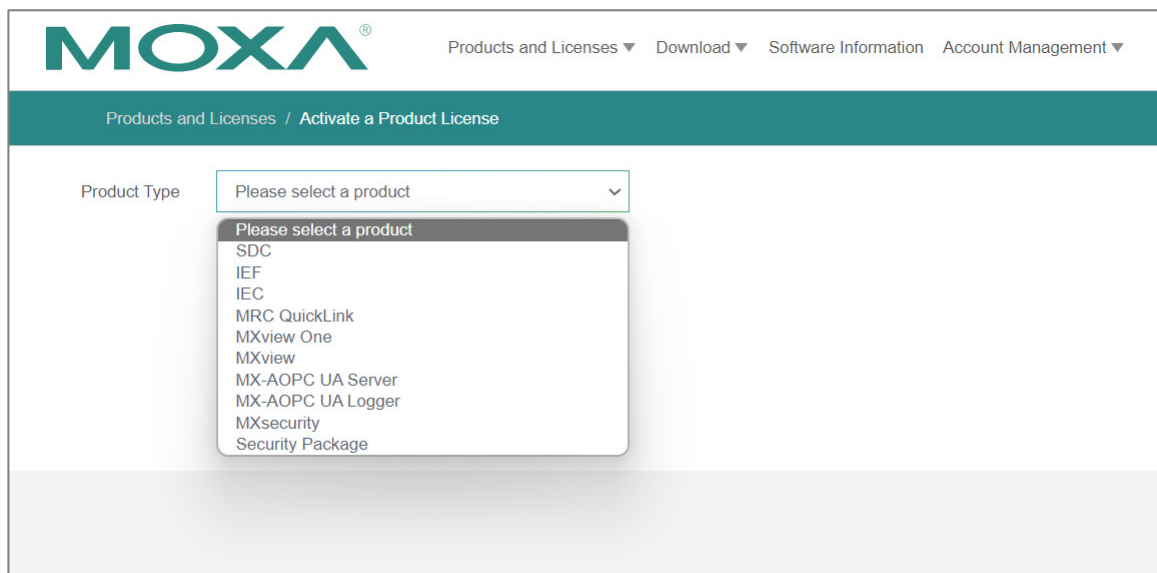 MOXA®
Products and Licenses ▼ Download ▼ Software Information Account Management ▼
Products and Licenses / Activate a Product License
Product Type Please select a product
Please select a product
SDC
IEF
IEC
MRC QuickLink
MXview One
MXview
MX-AOPC UA Server
MX-AOPC UA Logger
MXsecurity
Security Package